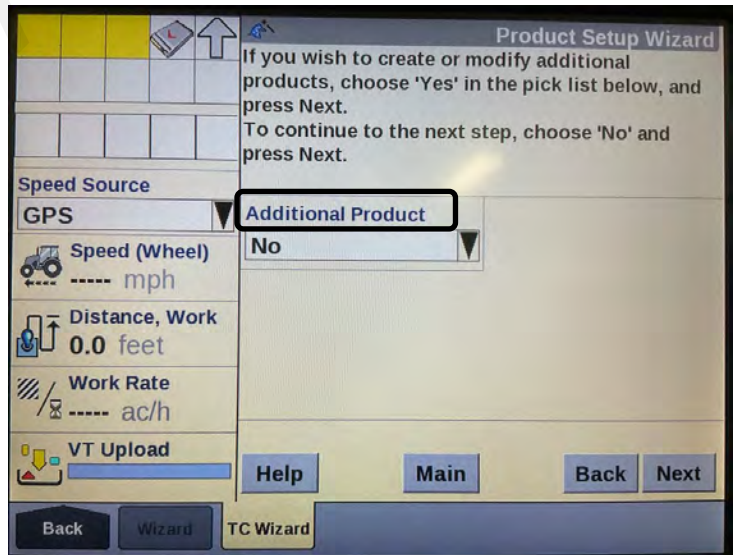 Product Setup Wizard
If you wish to create or modify additional
products, choose 'Yes' in the pick list below, and
press Next.
To continue to the next step, choose 'No' and
press Next.
Speed Source
GPS
Additional Product
No
Speed (Wheel)
----- mph
Distance, Work
0.0 feet
Work Rate
----- ac/h
VT Upload
Help
Main
Back
Next
Back
Wizard
TC Wizard